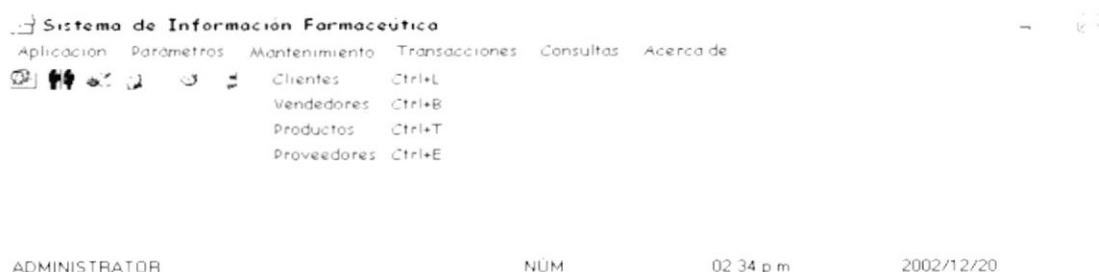 Sistema de Información Farmaceútica
Aplicacion Parámetros Mantenimiento Transacciones Consultas Acerca de
Clientes Ctrl+L
Vendedores Ctrl+B
Productos Ctrl+T
Proveedores Ctrl+E
ADMINISTRATOR NÚM 02 34 p m 2002/12/20